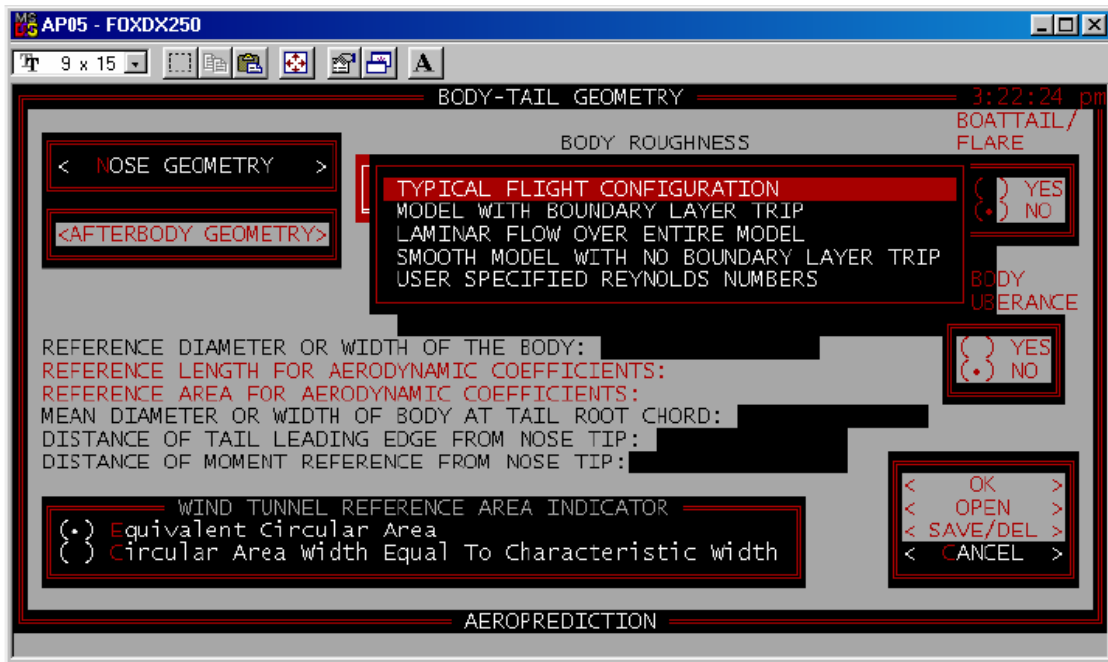 AP05 - FOXDX250
9 x 15
A
BODY-TAIL GEOMETRY
3:22:24 pm
< NOSE GEOMETRY >
<AFTERBODY GEOMETRY>
BODY ROUGHNESS
TYPICAL FLIGHT CONFIGURATION
MODEL WITH BOUNDARY LAYER TRIP
LAMINAR FLOW OVER ENTIRE MODEL
SMOOTH MODEL WITH NO BOUNDARY LAYER TRIP
USER SPECIFIED REYNOLDS NUMBERS
BOATTAIL/
FLARE
( ) YES
(•) NO
BODY
UBERANCE
( ) YES
(•) NO
REFERENCE DIAMETER OR WIDTH OF THE BODY:
REFERENCE LENGTH FOR AERODYNAMIC COEFFICIENTS:
REFERENCE AREA FOR AERODYNAMIC COEFFICIENTS:
MEAN DIAMETER OR WIDTH OF BODY AT TAIL ROOT CHORD:
DISTANCE OF TAIL LEADING EDGE FROM NOSE TIP:
DISTANCE OF MOMENT REFERENCE FROM NOSE TIP:
WIND TUNNEL REFERENCE AREA INDICATOR
(•) Equivalent Circular Area
( ) Circular Area Width Equal To Characteristic Width
< OK >
< OPEN >
< SAVE/DEL >
< CANCEL >
AEROPREDICTION